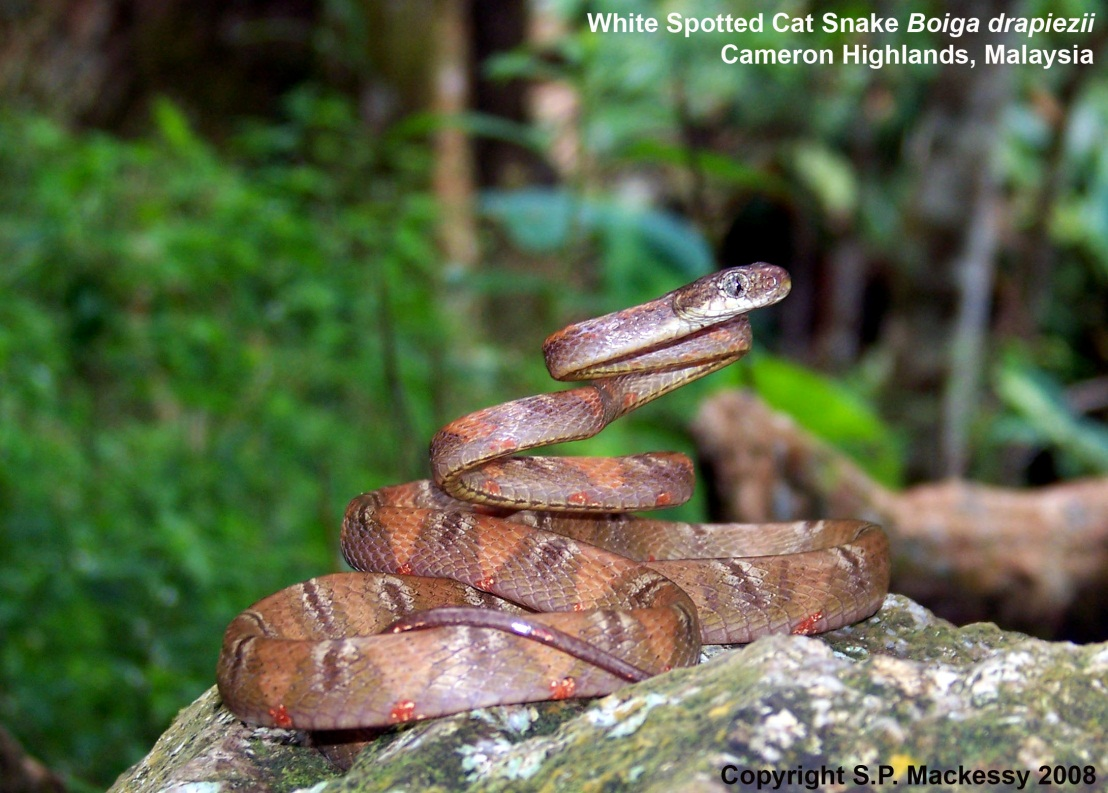 White Spotted Cat Snake Boiga drapiezii
Cameron Highlands, Malaysia
Copyright S.P. Mackessy 2008